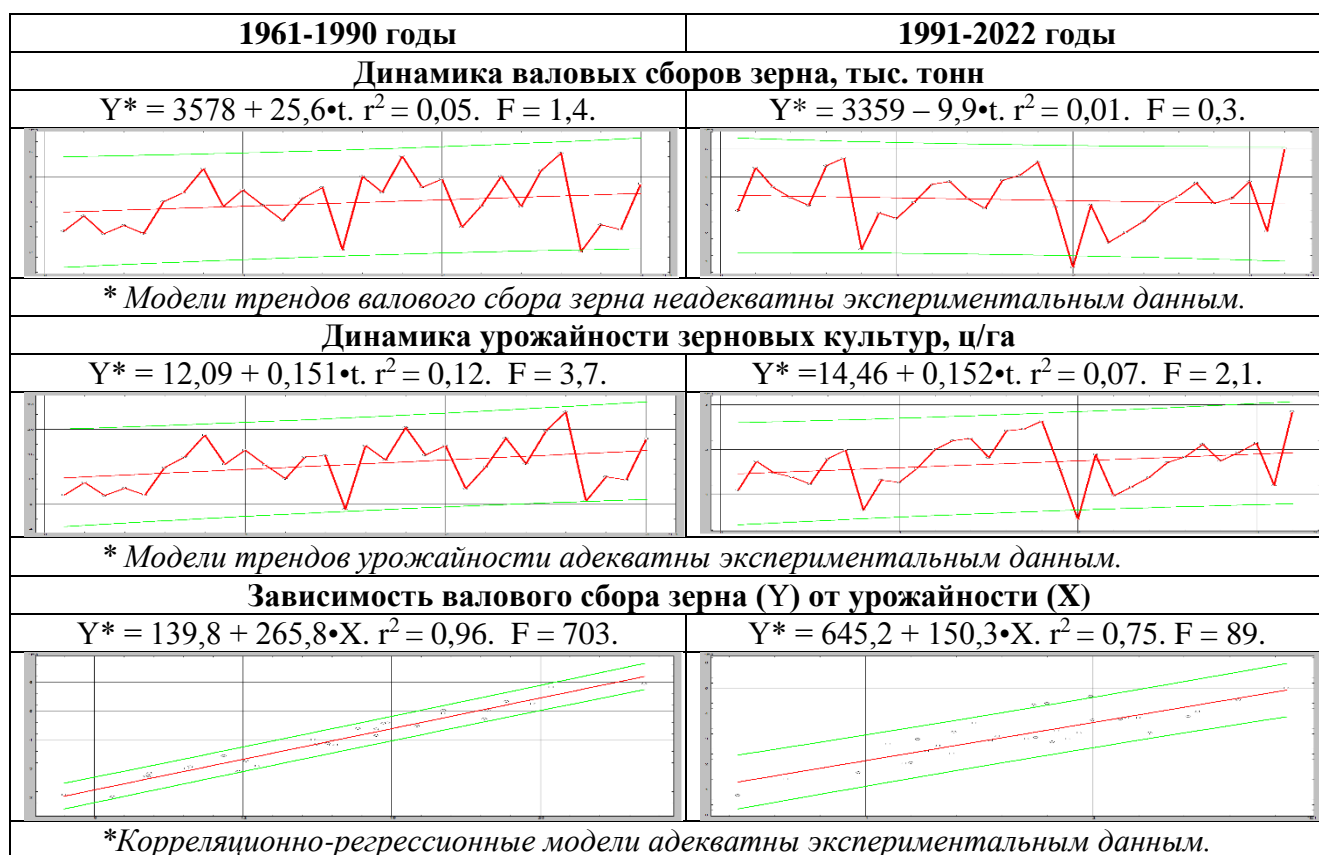 1961-1990 годы 1991-2022 годы
Динамика валовых сборов зерна, тыс. тонн
Y* = 3578 + 25,6•t. r² = 0,05. F = 1,4. Y* = 3359 – 9,9•t. r² = 0,01. F = 0,3.
* Модели трендов валового сбора зерна неадекватны экспериментальным данным.
Динамика урожайности зерновых культур, ц/га
Y* = 12,09 + 0,151•t. r² = 0,12. F = 3,7. Y* =14,46 + 0,152•t. r² = 0,07. F = 2,1.
* Модели трендов урожайности адекватны экспериментальным данным.
Зависимость валового сбора зерна (Y) от урожайности (X)
Y* = 139,8 + 265,8•X. r² = 0,96. F = 703. Y* = 645,2 + 150,3•X. r² = 0,75. F = 89.
*Корреляционно-регрессионные модели адекватны экспериментальным данным.